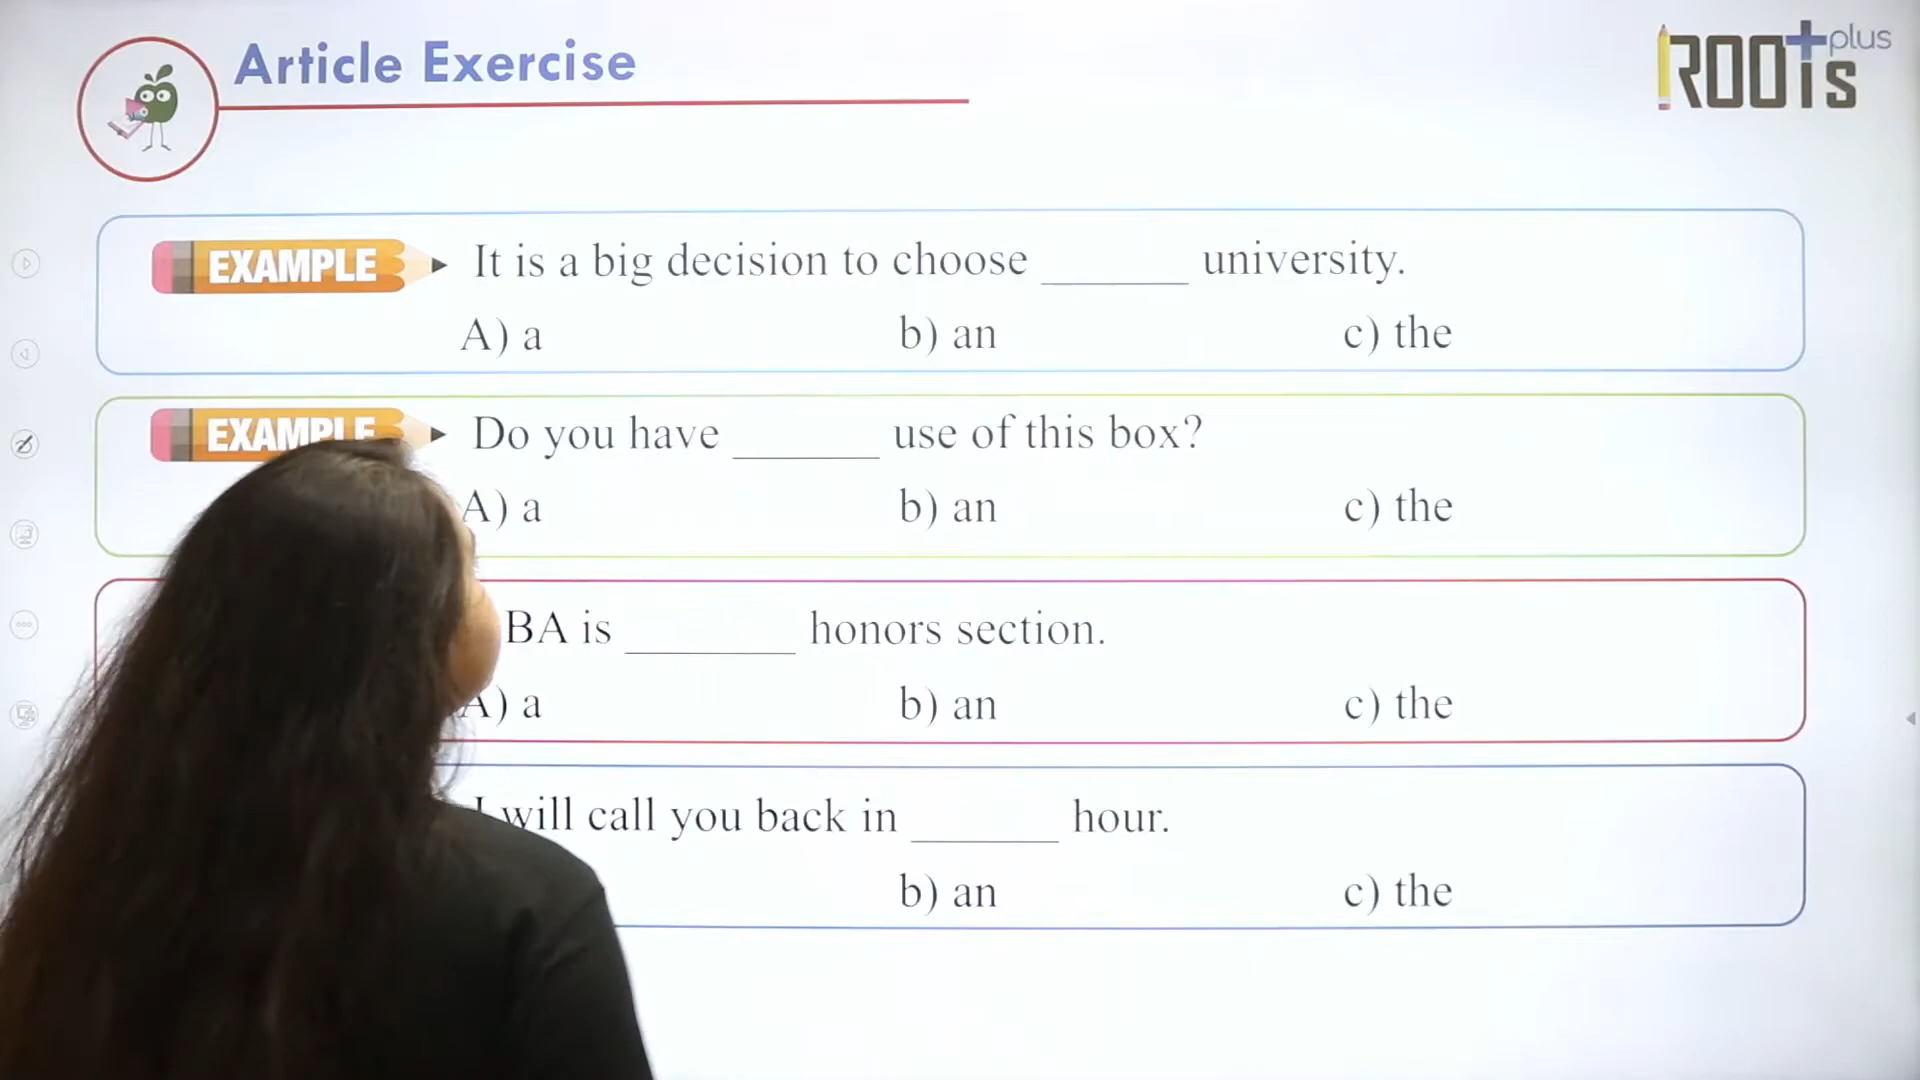 Article Exercise
ROOTS plus
EXAMPLE
It is a big decision to choose ______ university.
A) a b) an c) the
EXAMPLE
Do you have ______ use of this box?
A) a b) an c) the
BA is ______ honors section.
A) a b) an c) the
I will call you back in ______ hour.
b) an c) the